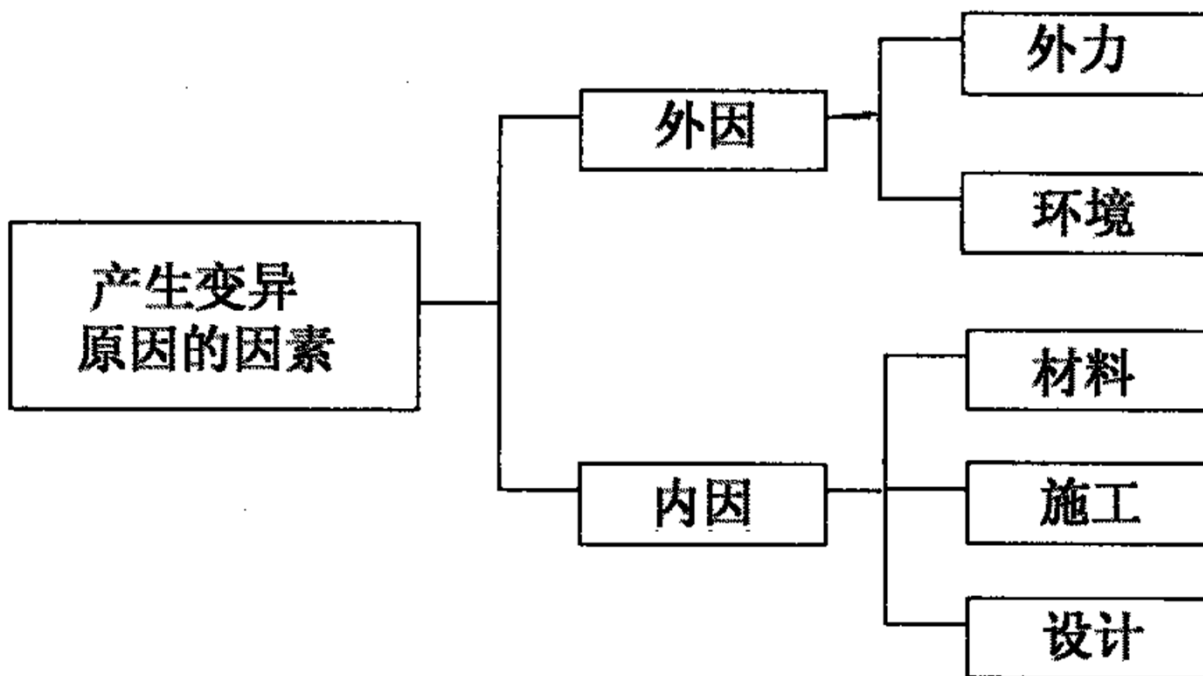 产生变异
原因的因素
外因
外力
环境
内因
材料
施工
设计